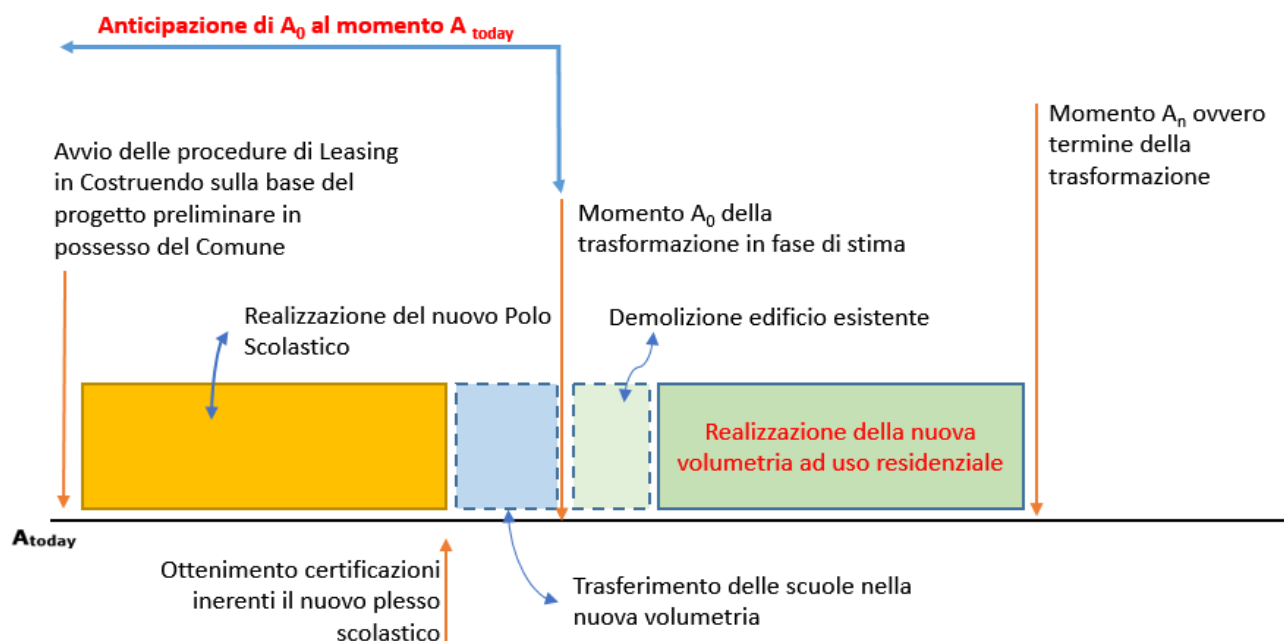 Anticipazione di A0 al momento A today
Avvio delle procedure di Leasing
in Costruendo sulla base del
progetto preliminare in
possesso del Comune
Momento An ovvero
termine della
trasformazione
Momento A0 della
trasformazione in fase di stima
Realizzazione del nuovo Polo
Scolastico
Demolizione edificio esistente
Realizzazione della nuova
volumetria ad uso residenziale
Atoday
Ottenimento certificazioni
inerenti il nuovo plesso
scolastico
Trasferimento delle scuole nella
nuova volumetria